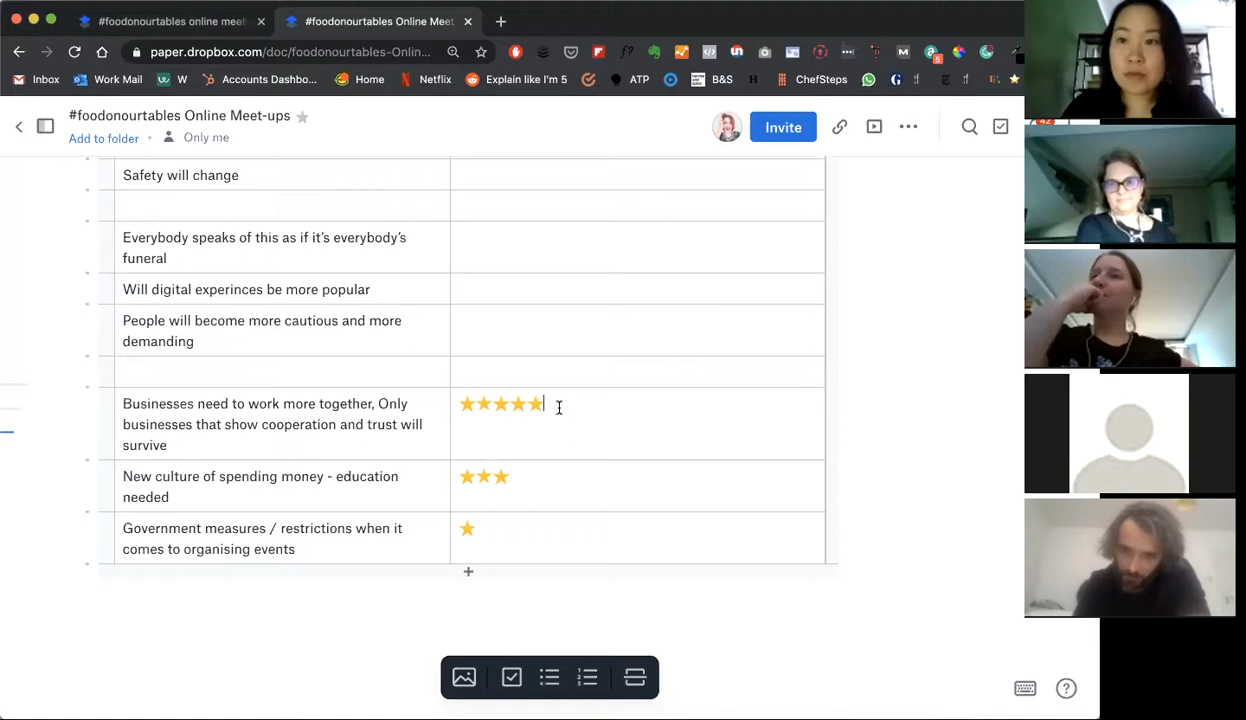 #foodonourtables online meet
#foodonourtables Online Meet
paper.dropbox.com/doc/foodonourtables-Onlin...
5
Inbox
Work Mail
W
Accounts Dashbo...
Home
Netflix
Explain like I'm 5
ATP
B&S
H
ChefSteps
#foodonourtables Online Meet-ups
Add to folder
Only me
Invite
42
Safety will change
Everybody speaks of this as if it's everybody's
funeral
Will digital experinces be more popular
People will become more cautious and more
demanding
Businesses need to work more together, Only
businesses that show cooperation and trust will
survive
New culture of spending money - education
needed
Government measures / restrictions when it
comes to organising events